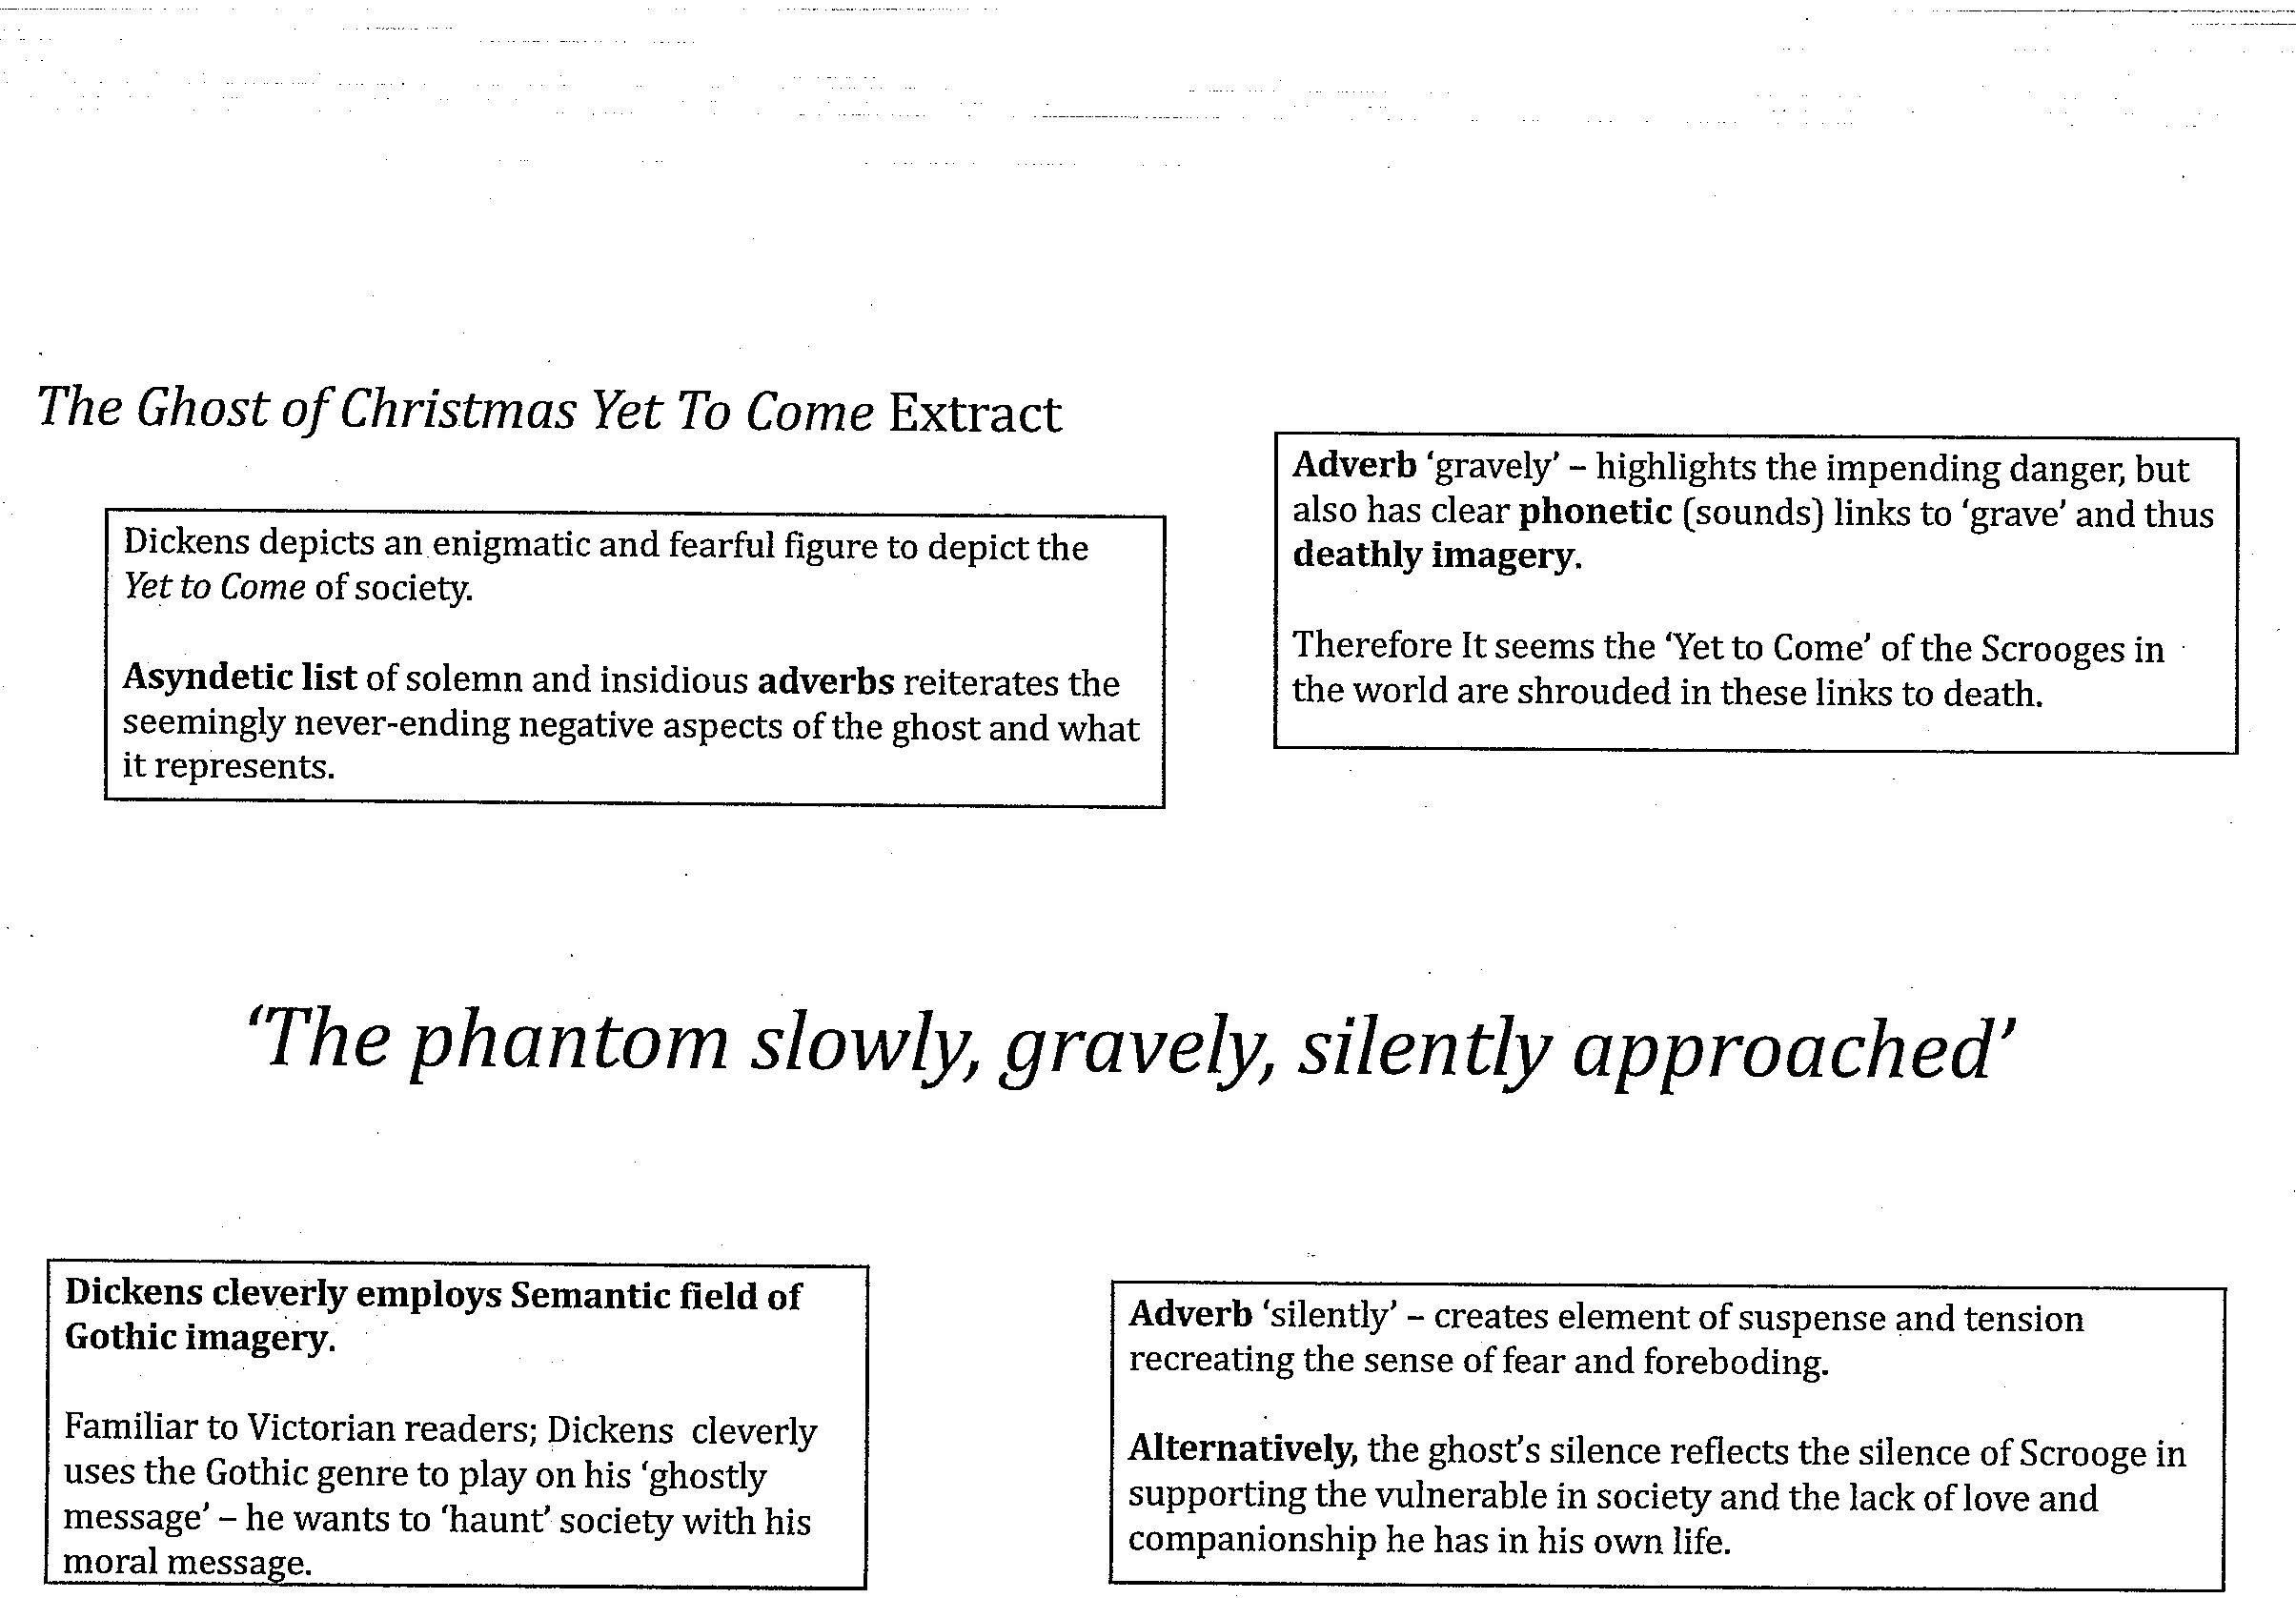 The Ghost of Christmas Yet To Come Extract
Dickens depicts an enigmatic and fearful figure to depict the
Yet to Come of society.
Asyndetic list of solemn and insidious adverbs reiterates the
seemingly never-ending negative aspects of the ghost and what
it represents.
Adverb ‘gravely’ – highlights the impending danger, but
also has clear phonetic (sounds) links to ‘grave’ and thus
deathly imagery.
Therefore It seems the ‘Yet to Come’ of the Scrooges in
the world are shrouded in these links to death.
‘The phantom slowly, gravely, silently approached’
Dickens cleverly employs Semantic field of
Gothic imagery.
Familiar to Victorian readers; Dickens cleverly
uses the Gothic genre to play on his ‘ghostly
message’ – he wants to ‘haunt’ society with his
moral message.
Adverb ‘silently’ – creates element of suspense and tension
recreating the sense of fear and foreboding.
Alternatively, the ghost’s silence reflects the silence of Scrooge in
supporting the vulnerable in society and the lack of love and
companionship he has in his own life.